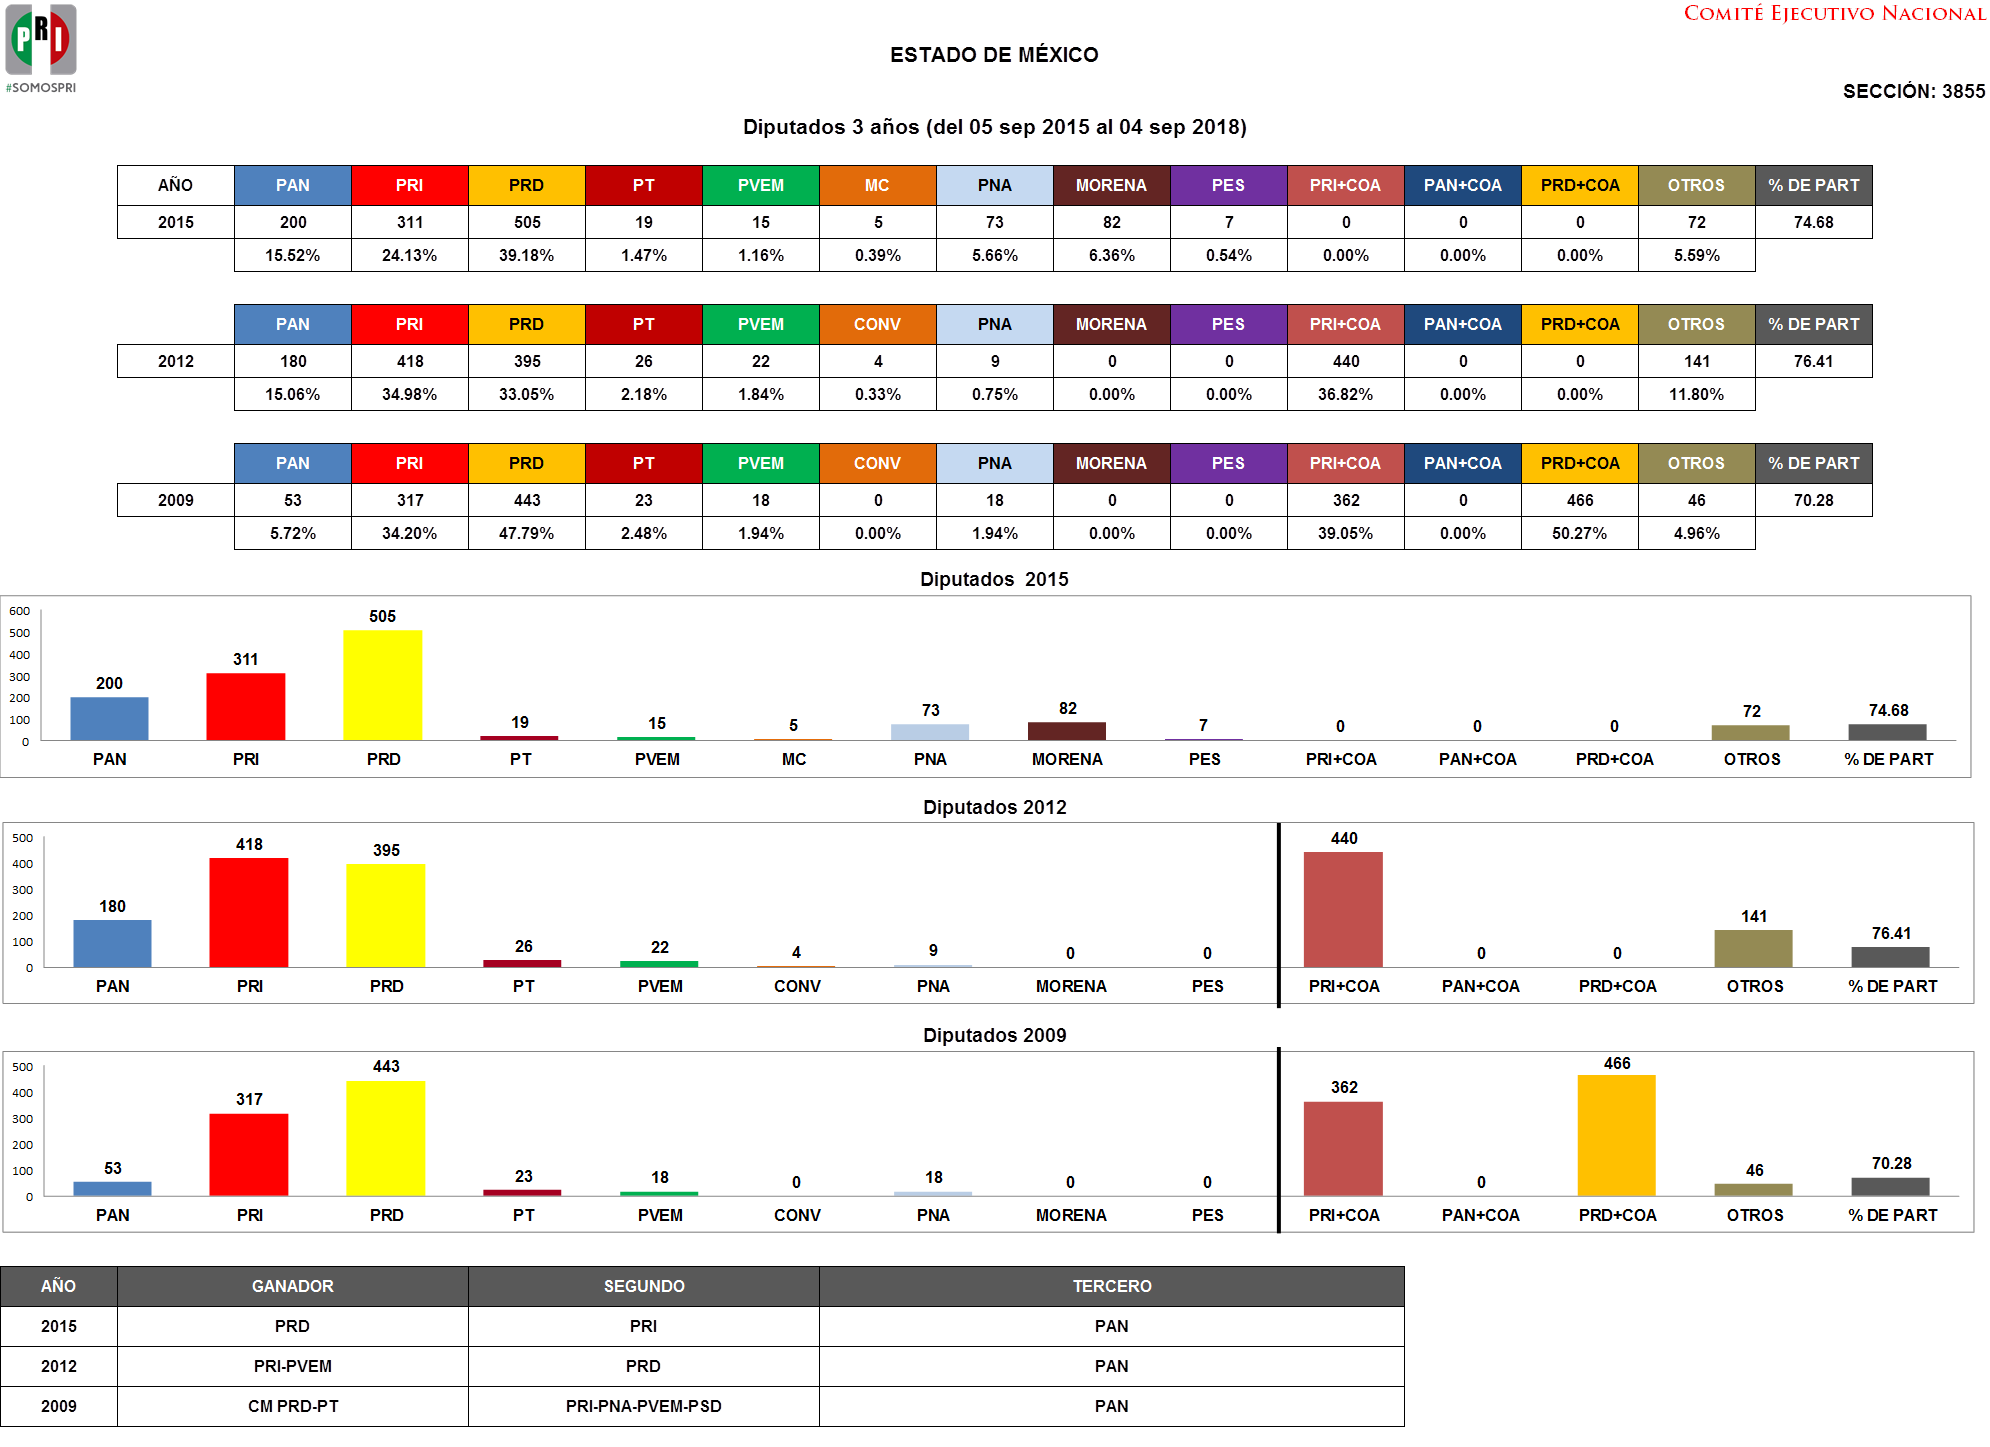 PRI
#SOMOSPRI
COMITÉ EJECUTIVO NACIONAL
ESTADO DE MÉXICO
SECCIÓN: 3855
Diputados 3 años (del 05 sep 2015 al 04 sep 2018)
AÑO PAN PRI PRD PT PVEM MC PNA MORENA PES PRI+COA PAN+COA PRD+COA OTROS % DE PART
2015 200 311 505 19 15 5 73 82 7 0 0 0 72 74.68
15.52% 24.13% 39.18% 1.47% 1.16% 0.39% 5.66% 6.36% 0.54% 0.00% 0.00% 0.00% 5.59%
PAN PRI PRD PT PVEM CONV PNA MORENA PES PRI+COA PAN+COA PRD+COA OTROS % DE PART
2012 180 418 395 26 22 4 9 0 0 440 0 0 141 76.41
15.06% 34.98% 33.05% 2.18% 1.84% 0.33% 0.75% 0.00% 0.00% 36.82% 0.00% 0.00% 11.80%
PAN PRI PRD PT PVEM CONV PNA MORENA PES PRI+COA PAN+COA PRD+COA OTROS % DE PART
2009 53 317 443 23 18 0 18 0 0 362 0 466 46 70.28
5.72% 34.20% 47.79% 2.48% 1.94% 0.00% 1.94% 0.00% 0.00% 39.05% 0.00% 50.27% 4.96%
Diputados 2015
600
500
400
300
200
100
0
200 311 505 19 15 5 73 82 7 0 0 0 72 74.68
PAN PRI PRD PT PVEM MC PNA MORENA PES PRI+COA PAN+COA PRD+COA OTROS % DE PART
Diputados 2012
500
400
300
200
100
0
180 418 395 26 22 4 9 0 0 440 0 0 141 76.41
PAN PRI PRD PT PVEM CONV PNA MORENA PES PRI+COA PAN+COA PRD+COA OTROS % DE PART
Diputados 2009
500
400
300
200
100
0
53 317 443 23 18 0 18 0 0 362 0 466 46 70.28
PAN PRI PRD PT PVEM CONV PNA MORENA PES PRI+COA PAN+COA PRD+COA OTROS % DE PART
AÑO GANADOR SEGUNDO TERCERO
2015 PRD PRI PAN
2012 PRI-PVEM PRD PAN
2009 CM PRD-PT PRI-PNA-PVEM-PSD PAN